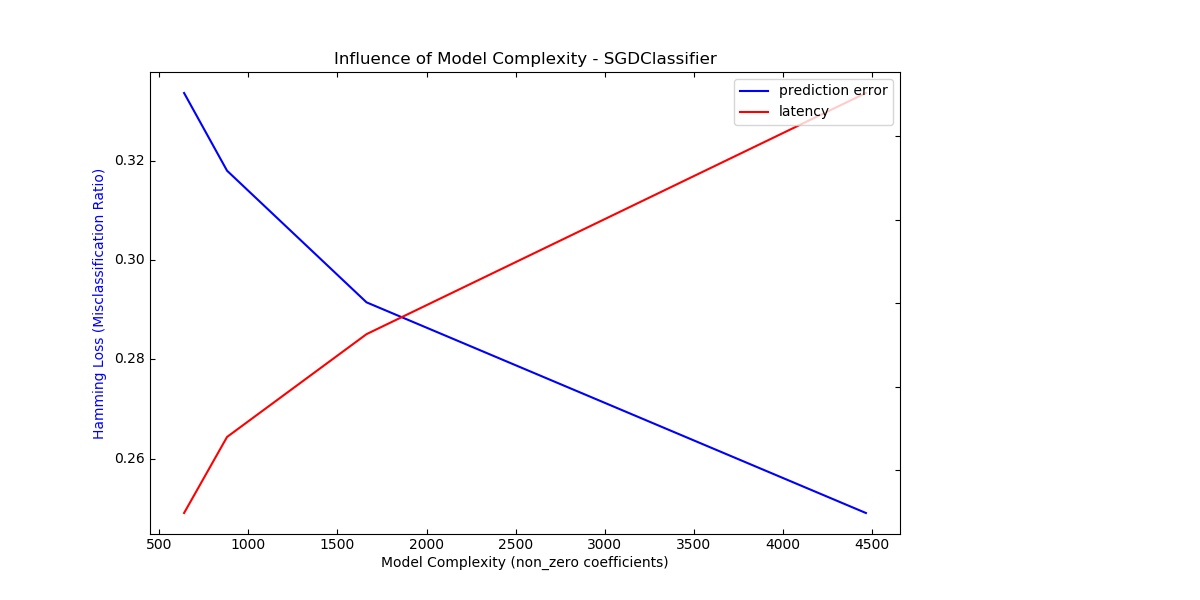 Influence of Model Complexity - SGDClassifier
prediction error
latency
Hamming Loss (Misclassification Ratio)
0.32
0.30
0.28
0.26
500 1000 1500 2000 2500 3000 3500 4000 4500
Model Complexity (non_zero coefficients)